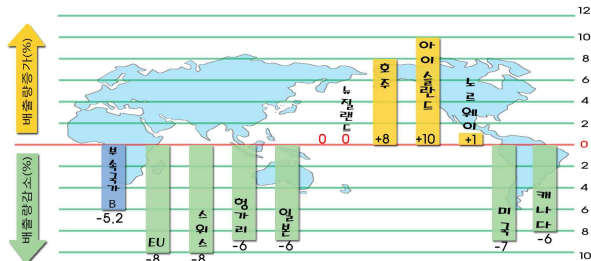 배출량증가(%)
배출량감소(%)
12
10
8
6
4
2
0
2
4
6
8
10
부속국가
B
-5,2
EU
-8
스위스
-8
헝가리
-6
일본
-6
0
0
뉴질랜드
호주
+8
아이슬란드
+10
노르웨이
+1
미국
-7
캐나다
-6